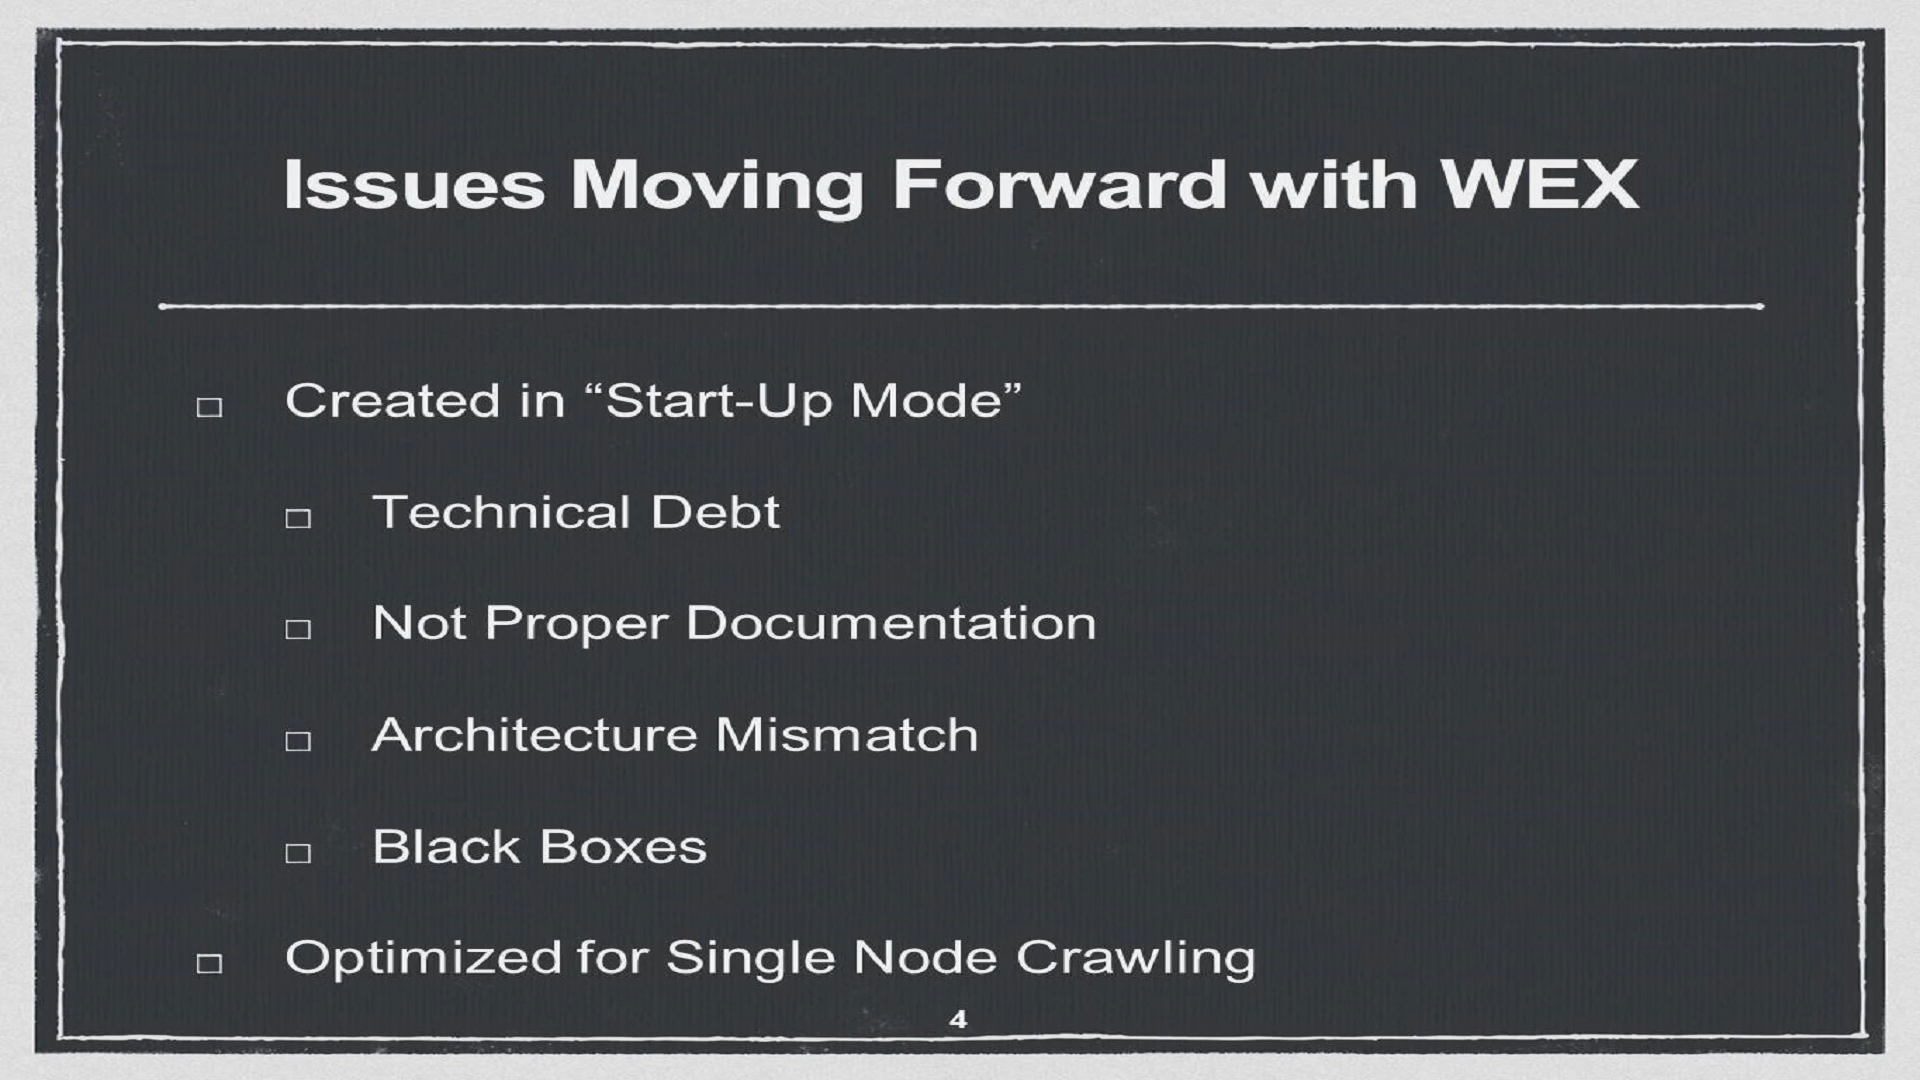 Issues Moving Forward with WEX
Created in “Start-Up Mode”
Technical Debt
Not Proper Documentation
Architecture Mismatch
Black Boxes
Optimized for Single Node Crawling
4